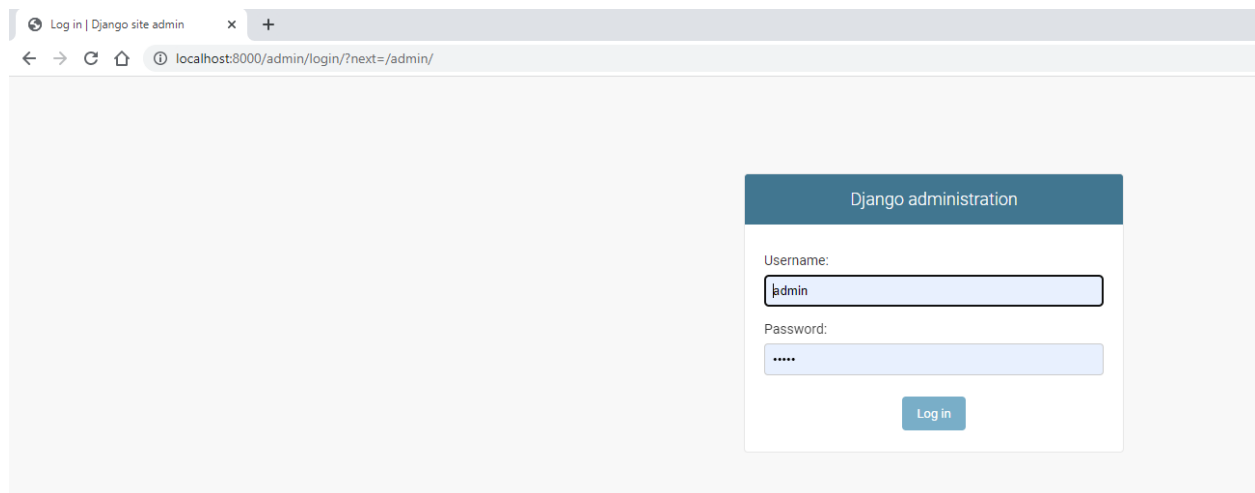 Log in | Django site admin
localhost:8000/admin/login/?next=/admin/
Django administration
Username:
admin
Password:
•••••
Log in